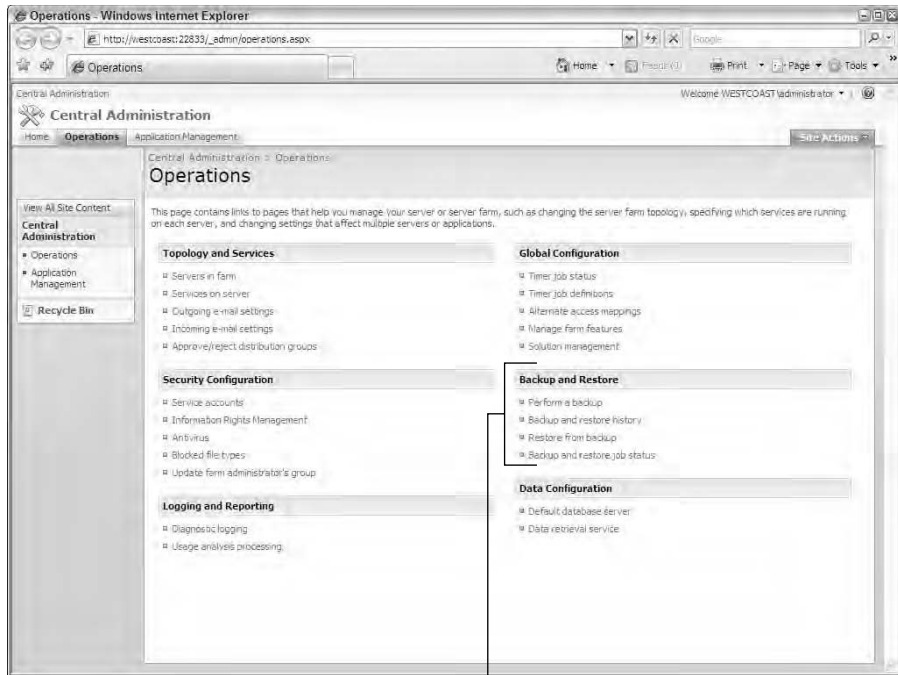 Operations - Windows Internet Explorer
http://westcoast:22833/_admin/operations.aspx
Google
Operations
Home
Print
Page
Tools
Central Administration
Welcome WESTCOAST\administrator
Central Administration
Home
Operations
Application Management
Site Actions
Central Administration > Operations
Operations
View All Site Content
Central Administration
Operations
Application Management
Recycle Bin
This page contains links to pages that help you manage your server or server farm, such as changing the server farm topology, specifying which services are running
on each server, and changing settings that affect multiple servers or applications.
Topology and Services
Servers in farm
Services on server
Outgoing e-mail settings
Incoming e-mail settings
Approve/reject distribution groups
Security Configuration
Service accounts
Information Rights Management
Antivirus
Blocked file types
Update farm administrator's group
Logging and Reporting
Diagnostic logging
Usage analysis processing
Global Configuration
Timer job status
Timer job definitions
Alternate access mappings
Manage farm features
Solution management
Backup and Restore
Perform a backup
Backup and restore history
Restore from backup
Backup and restore job status
Data Configuration
Default database server
Data retrieval service